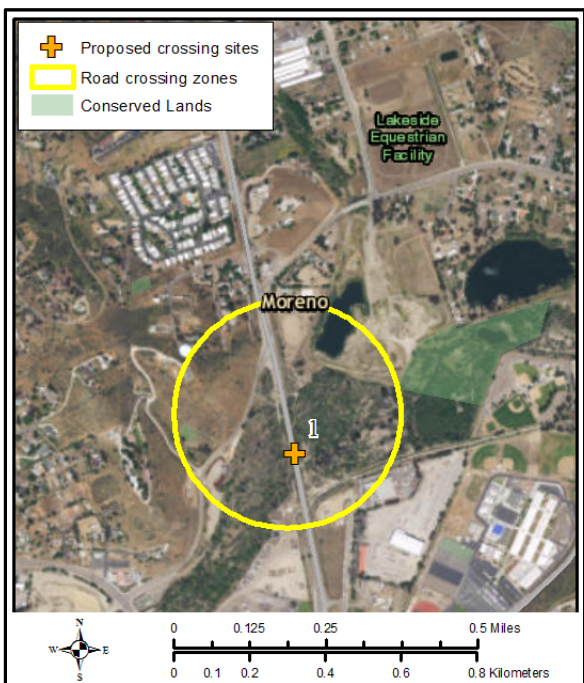 Proposed crossing sites
Road crossing zones
Conserved Lands
Lakeside
Equestrian
Facility
Moreno
1
N
W E
S
0 0.125 0.25 0.5 Miles
0 0.1 0.2 0.4 0.6 0.8 Kilometers